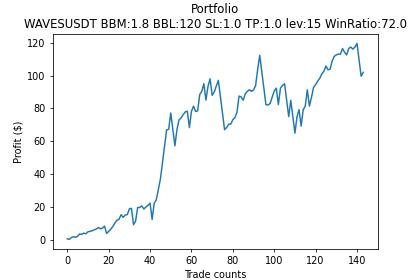 Portfolio
WAVESUSDT BBM:1.8 BBL:120 SL:1.0 TP:1.0 lev:15 WinRatio:72.0
120
100
80
60
40
20
0
Profit ($)
0 20 40 60 80 100 120 140
Trade counts